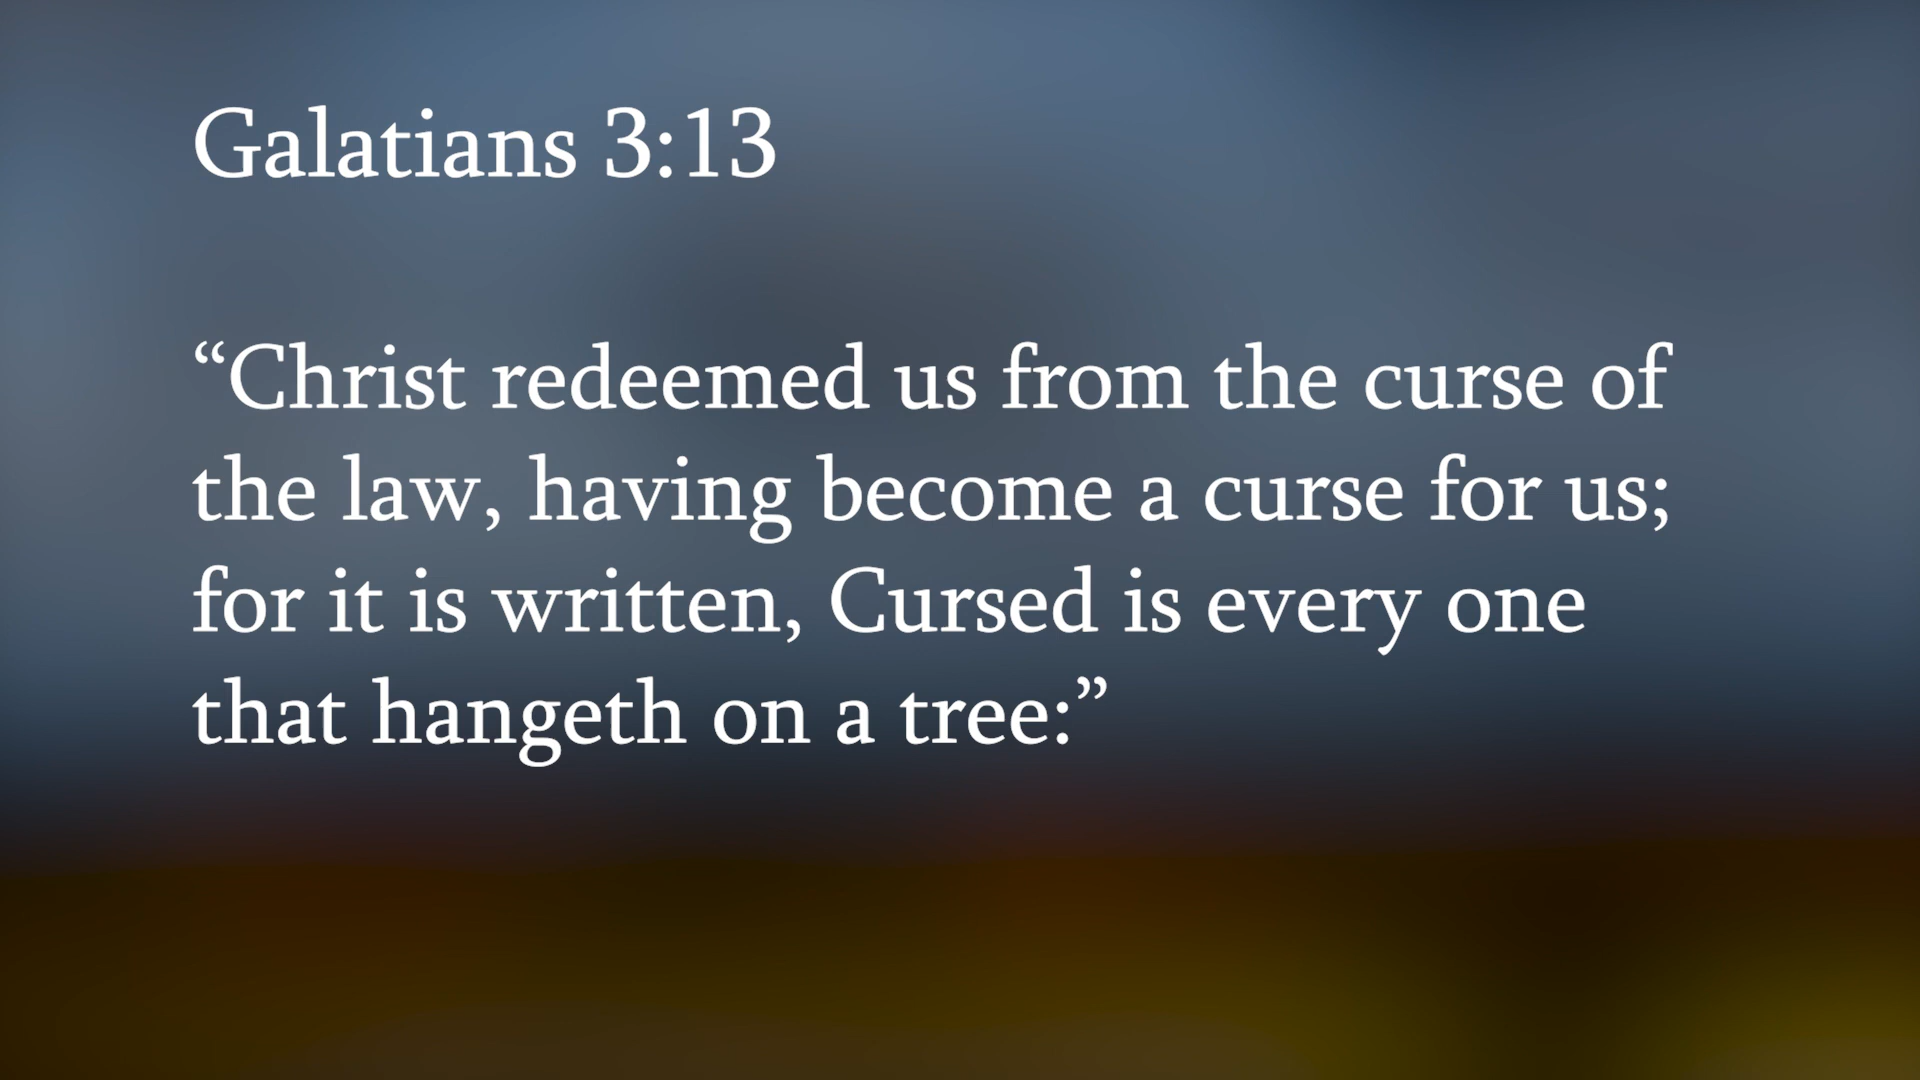 Galatians 3:13
“Christ redeemed us from the curse of
the law, having become a curse for us;
for it is written, Cursed is every one
that hangeth on a tree:”